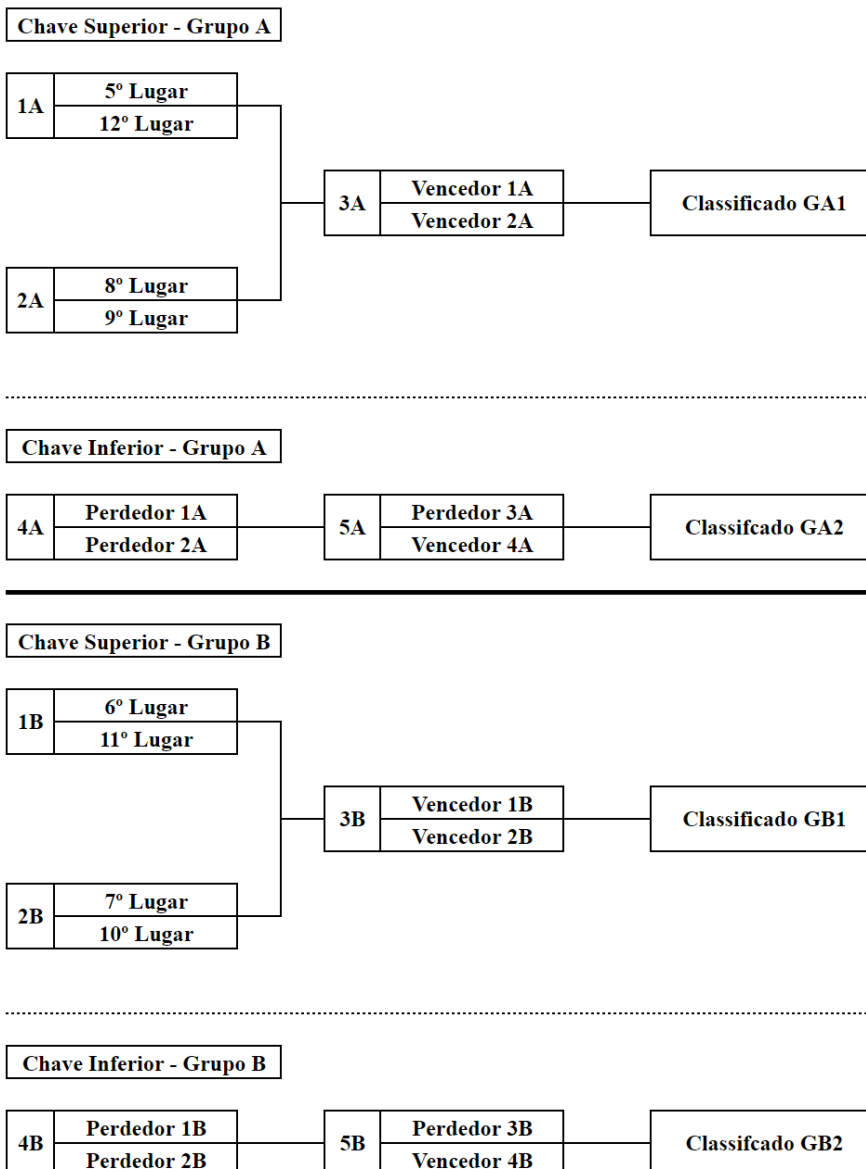 Chave Superior - Grupo A
1A
5º Lugar
12º Lugar
3A
Vencedor 1A
Vencedor 2A
Classificado GA1
2A
8º Lugar
9º Lugar
Chave Inferior - Grupo A
4A
Perdedor 1A
Perdedor 2A
5A
Perdedor 3A
Vencedor 4A
Classifcado GA2
Chave Superior - Grupo B
1B
6º Lugar
11º Lugar
3B
Vencedor 1B
Vencedor 2B
Classificado GB1
2B
7º Lugar
10º Lugar
Chave Inferior - Grupo B
4B
Perdedor 1B
Perdedor 2B
5B
Perdedor 3B
Vencedor 4B
Classifcado GB2